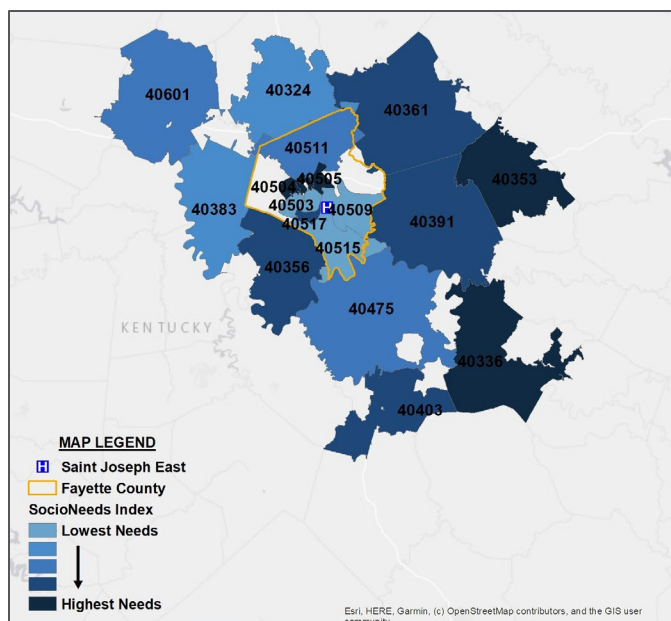 40601
40324
40361
40511
40505
40353
40504
40383
40503
40509
40391
40517
40515
40356
40475
KENTUCKY
40336
40403
MAP LEGEND
H Saint Joseph East
Fayette County
SocioNeeds Index
Lowest Needs
Highest Needs
Esri, HERE, Garmin, (c) OpenStreetMap contributors, and the GIS user
community